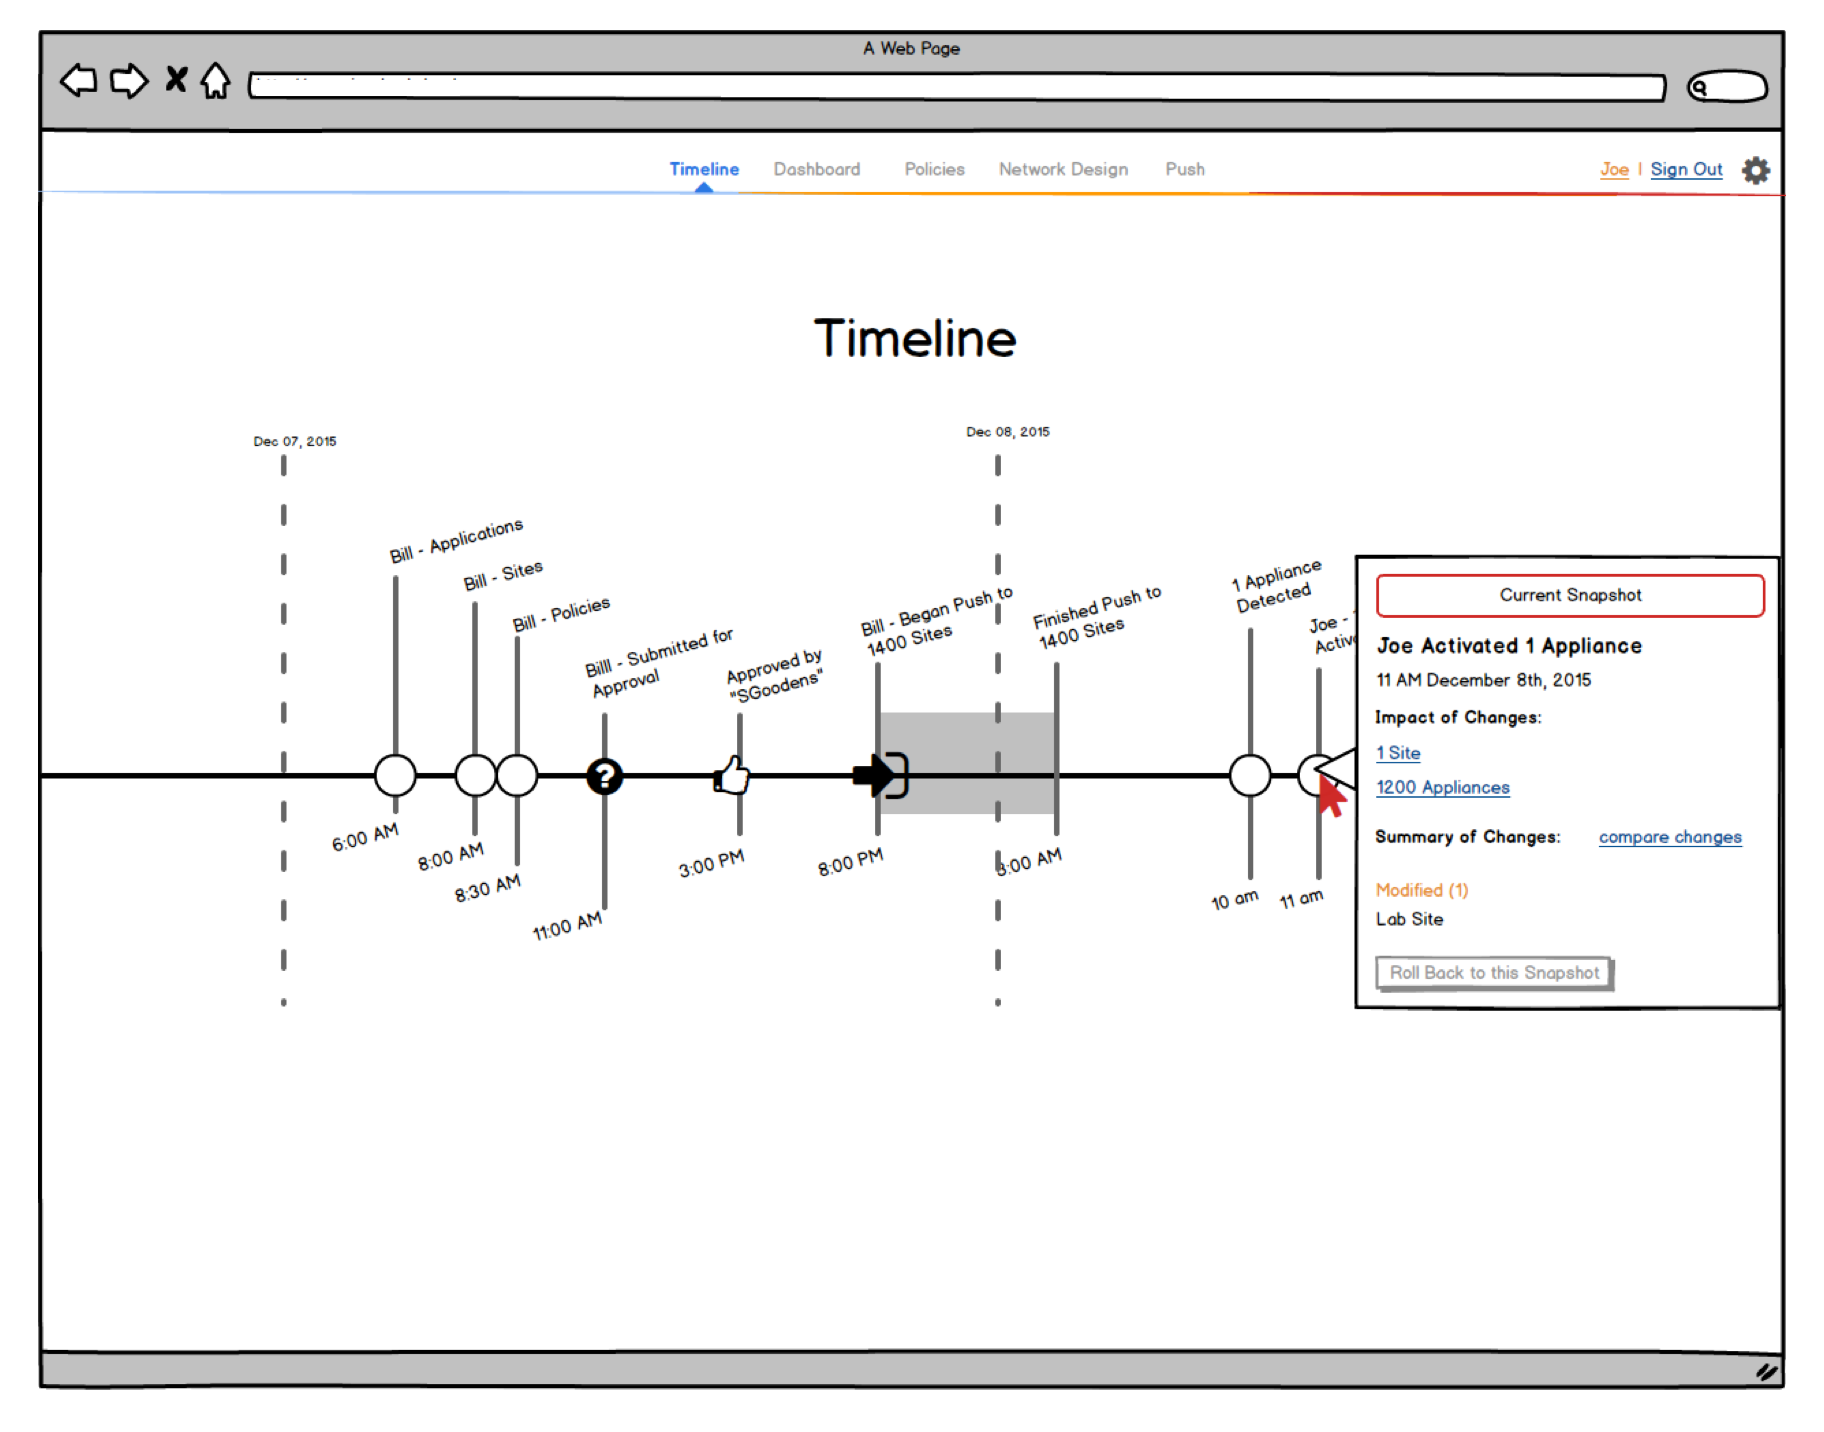 A Web Page
Timeline Dashboard Policies Network Design Push Joe | Sign Out
Timeline
Dec 07, 2015
Dec 08, 2015
Bill - Applications
Bill - Sites
Bill - Policies
Billl - Submitted for
Approval
Approved by
"SGoodens"
Bill - Began Push to
1400 Sites
Finished Push to
1400 Sites
1 Appliance
Detected
Joe -
6:00 AM
8:00 AM
8:30 AM
11:00 AM
3:00 PM
8:00 PM
3:00 AM
10 am
11 am
Current Snapshot
Joe Activated 1 Appliance
11 AM December 8th, 2015
Impact of Changes:
1 Site
1200 Appliances
Summary of Changes: compare changes
Modified (1)
Lab Site
Roll Back to this Snapshot